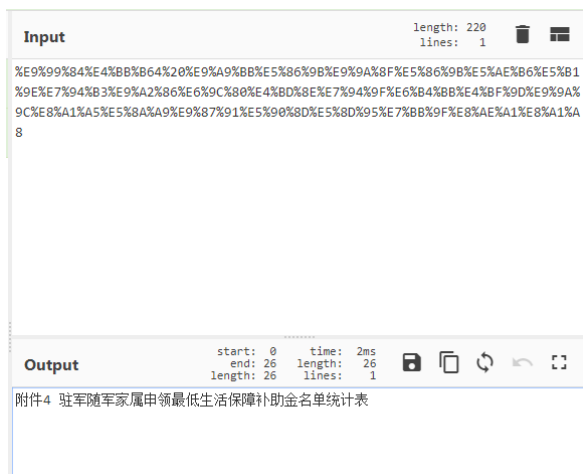 Input
length: 220
lines: 1
%E9%99%84%E4%BB%B64%20%E9%A9%BB%E5%86%9B%E9%9A%8F%E5%86%9B%E5%AE%B6%E5%B1
%9E%E7%94%B3%E9%A2%86%E6%9C%80%E4%BD%8E%E7%94%9F%E6%B4%BB%E4%BF%9D%E9%9A%
9C%E8%A1%A5%E5%8A%A9%E9%87%91%E5%90%8D%E5%8D%95%E7%BB%9F%E8%AE%A1%E8%A1%A
8
Output
start: 0 time: 2ms
end: 26 length: 26
length: 26 lines: 1
附件4 驻军随军家属申领最低生活保障补助金名单统计表